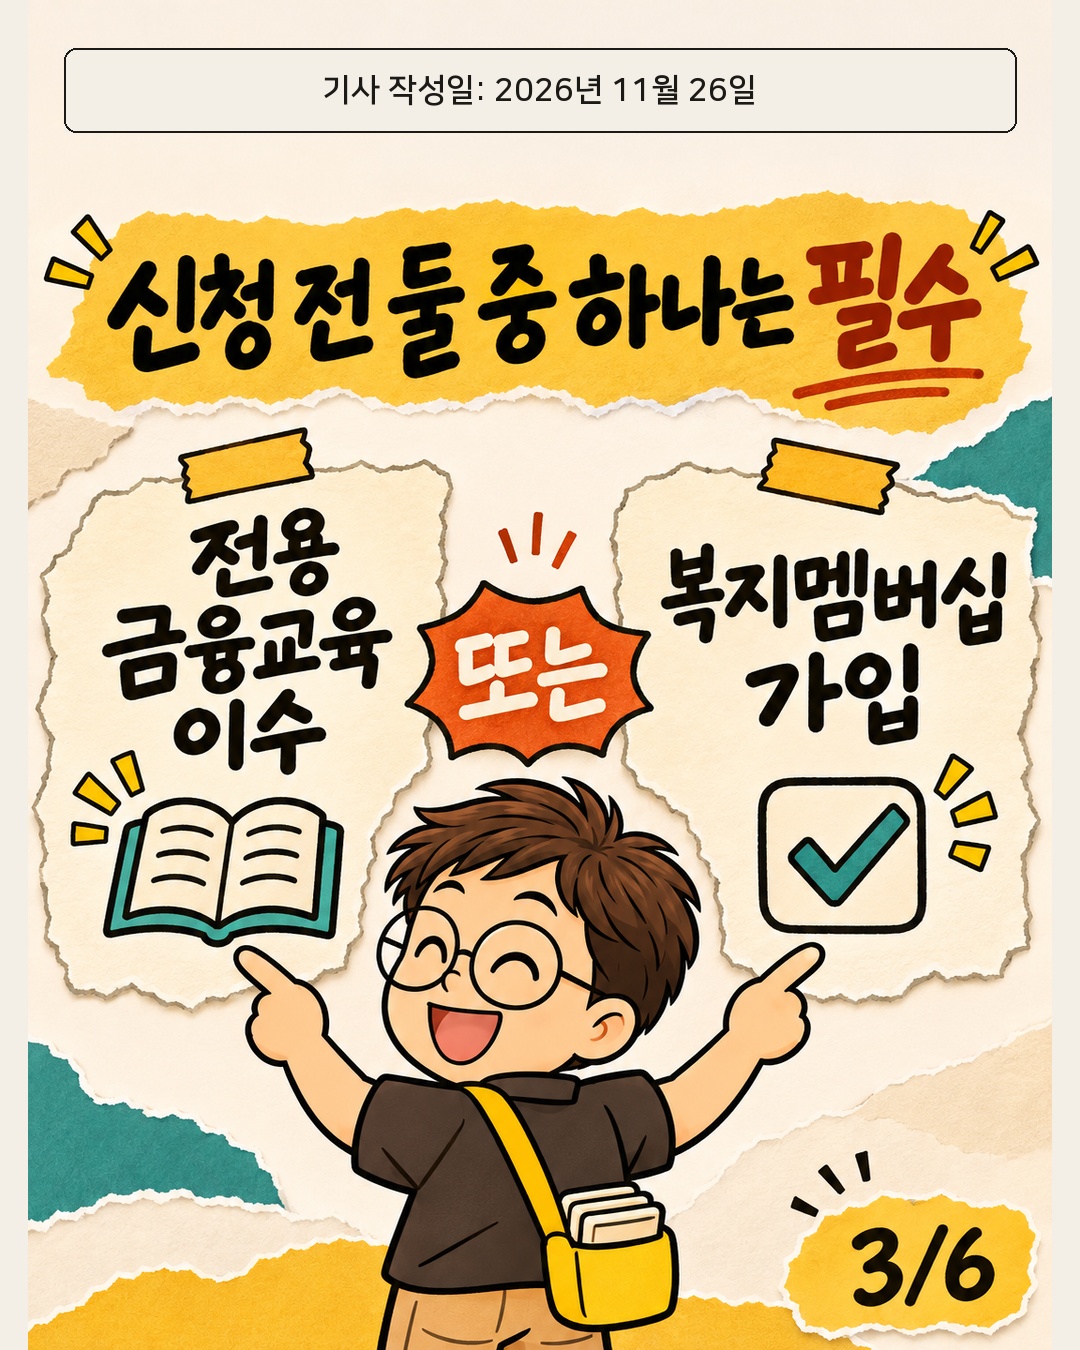 기사 작성일: 2026년 11월 26일
신청 전 둘 중 하나는 필수
전용
금융교육
이수
또는
복지멤버십
가입
3/6